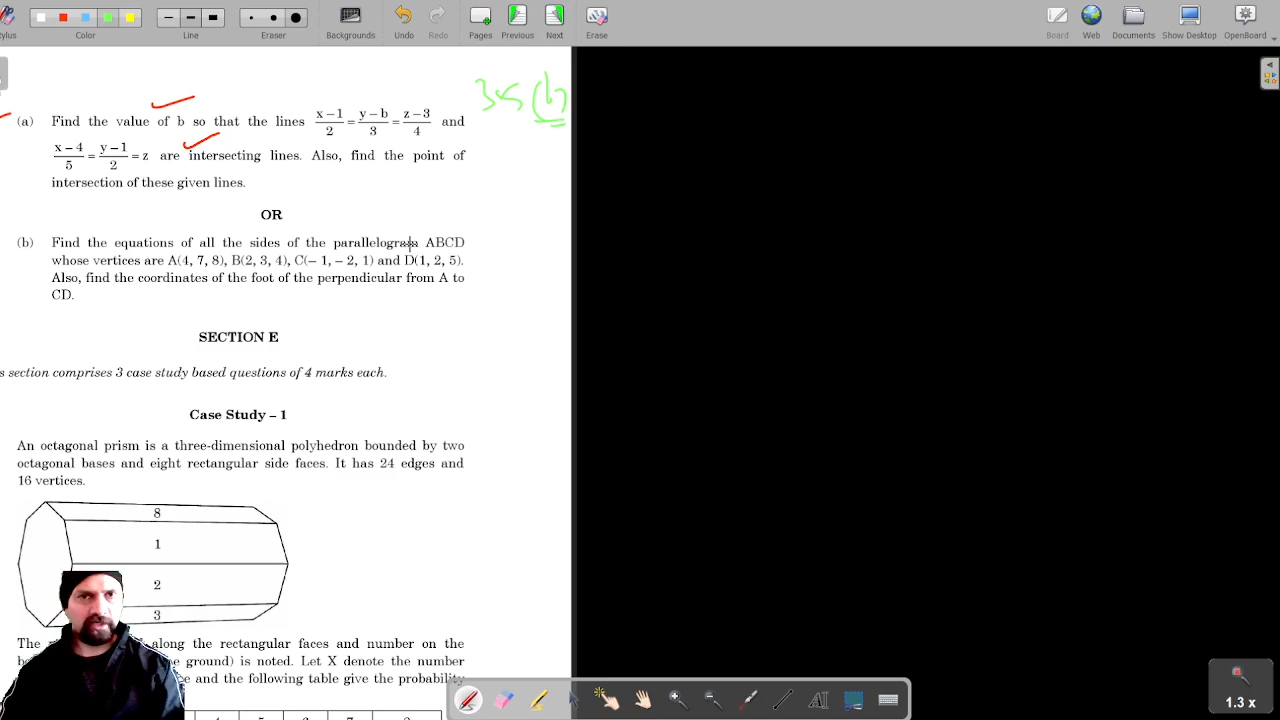 Stylus Color Line Eraser Backgrounds Undo Redo Pages Previous Next Erase Board Web Documents Show Desktop OpenBoard
(a) Find the value of b so that the lines x−1/2 = y−b/3 = z−3/4 and
x−4/5 = y−1/2 = z are intersecting lines. Also, find the point of
intersection of these given lines.
OR
(b) Find the equations of all the sides of the parallelogram ABCD
whose vertices are A(4, 7, 8), B(2, 3, 4), C(− 1, − 2, 1) and D(1, 2, 5).
Also, find the coordinates of the foot of the perpendicular from A to
CD.
SECTION E
s section comprises 3 case study based questions of 4 marks each.
Case Study – 1
An octagonal prism is a three-dimensional polyhedron bounded by two
octagonal bases and eight rectangular side faces. It has 24 edges and
16 vertices.
8
1
2
3
The along the rectangular faces and number on the
ground) is noted. Let X denote the number
and the following table give the probability
4 5 6 7 8
(b)
1.3 x